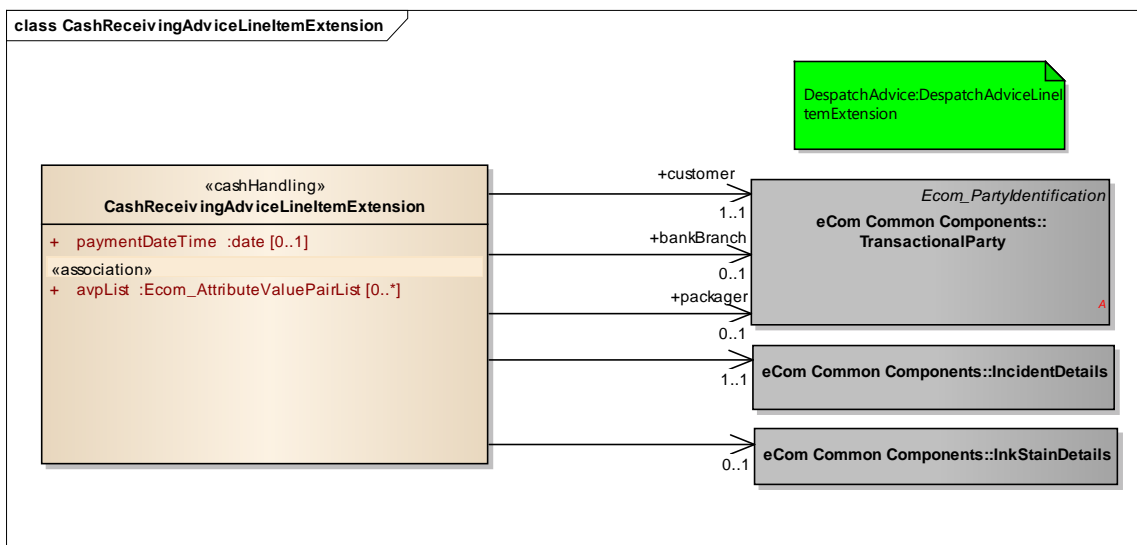 class CashReceivingAdviceLineItemExtension
DespatchAdvice:DespatchAdviceLineI
temExtension
«cashHandling»
CashReceivingAdviceLineItemExtension
+ paymentDateTime :date [0..1]
«association»
+ avpList :Ecom_AttributeValuePairList [0..*]
+customer
1..1
+bankBranch
0..1
+packager
0..1
1..1
0..1
Ecom_PartyIdentification
eCom Common Components::
TransactionalParty
A
eCom Common Components::IncidentDetails
eCom Common Components::InkStainDetails